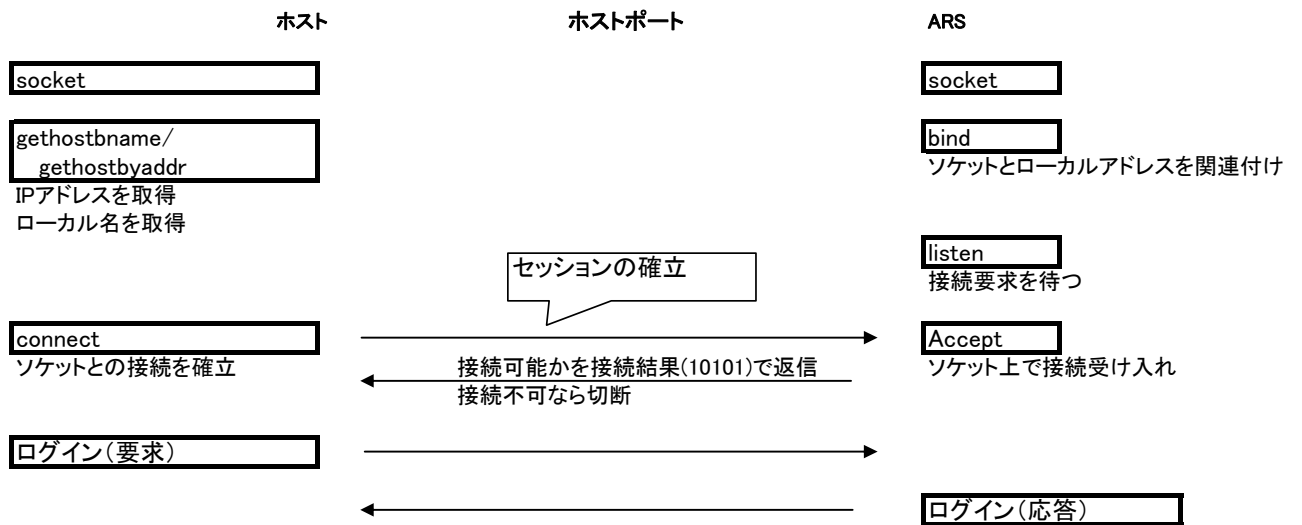 ホスト ホストポート ARS
socket socket
gethostbname/ bind
gethostbyaddr ソケットとローカルアドレスを関連付け
IPアドレスを取得
ローカル名を取得
listen
セッションの確立
接続要求を待つ
connect Accept
ソケットとの接続を確立 接続可能かを接続結果(10101)で返信 ソケット上で接続受け入れ
接続不可なら切断
ログイン(要求)
ログイン(応答)